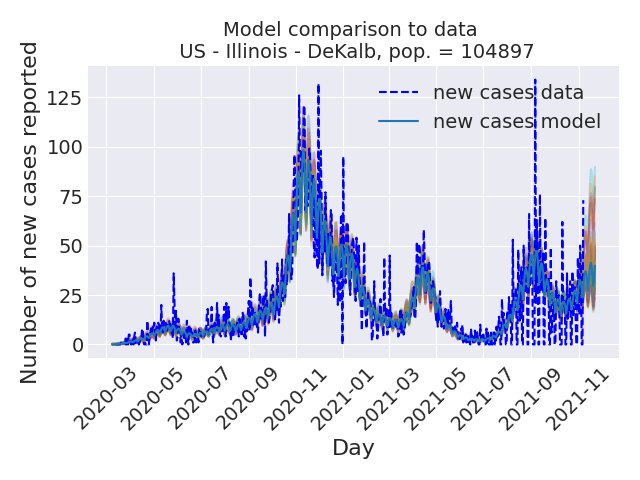 Model comparison to data
US - Illinois - DeKalb, pop. = 104897
Number of new cases reported
125
100
75
50
25
0
new cases data
new cases model
2020-03
2020-05
2020-07
2020-09
2020-11
2021-01
2021-03
2021-05
2021-07
2021-09
2021-11
Day